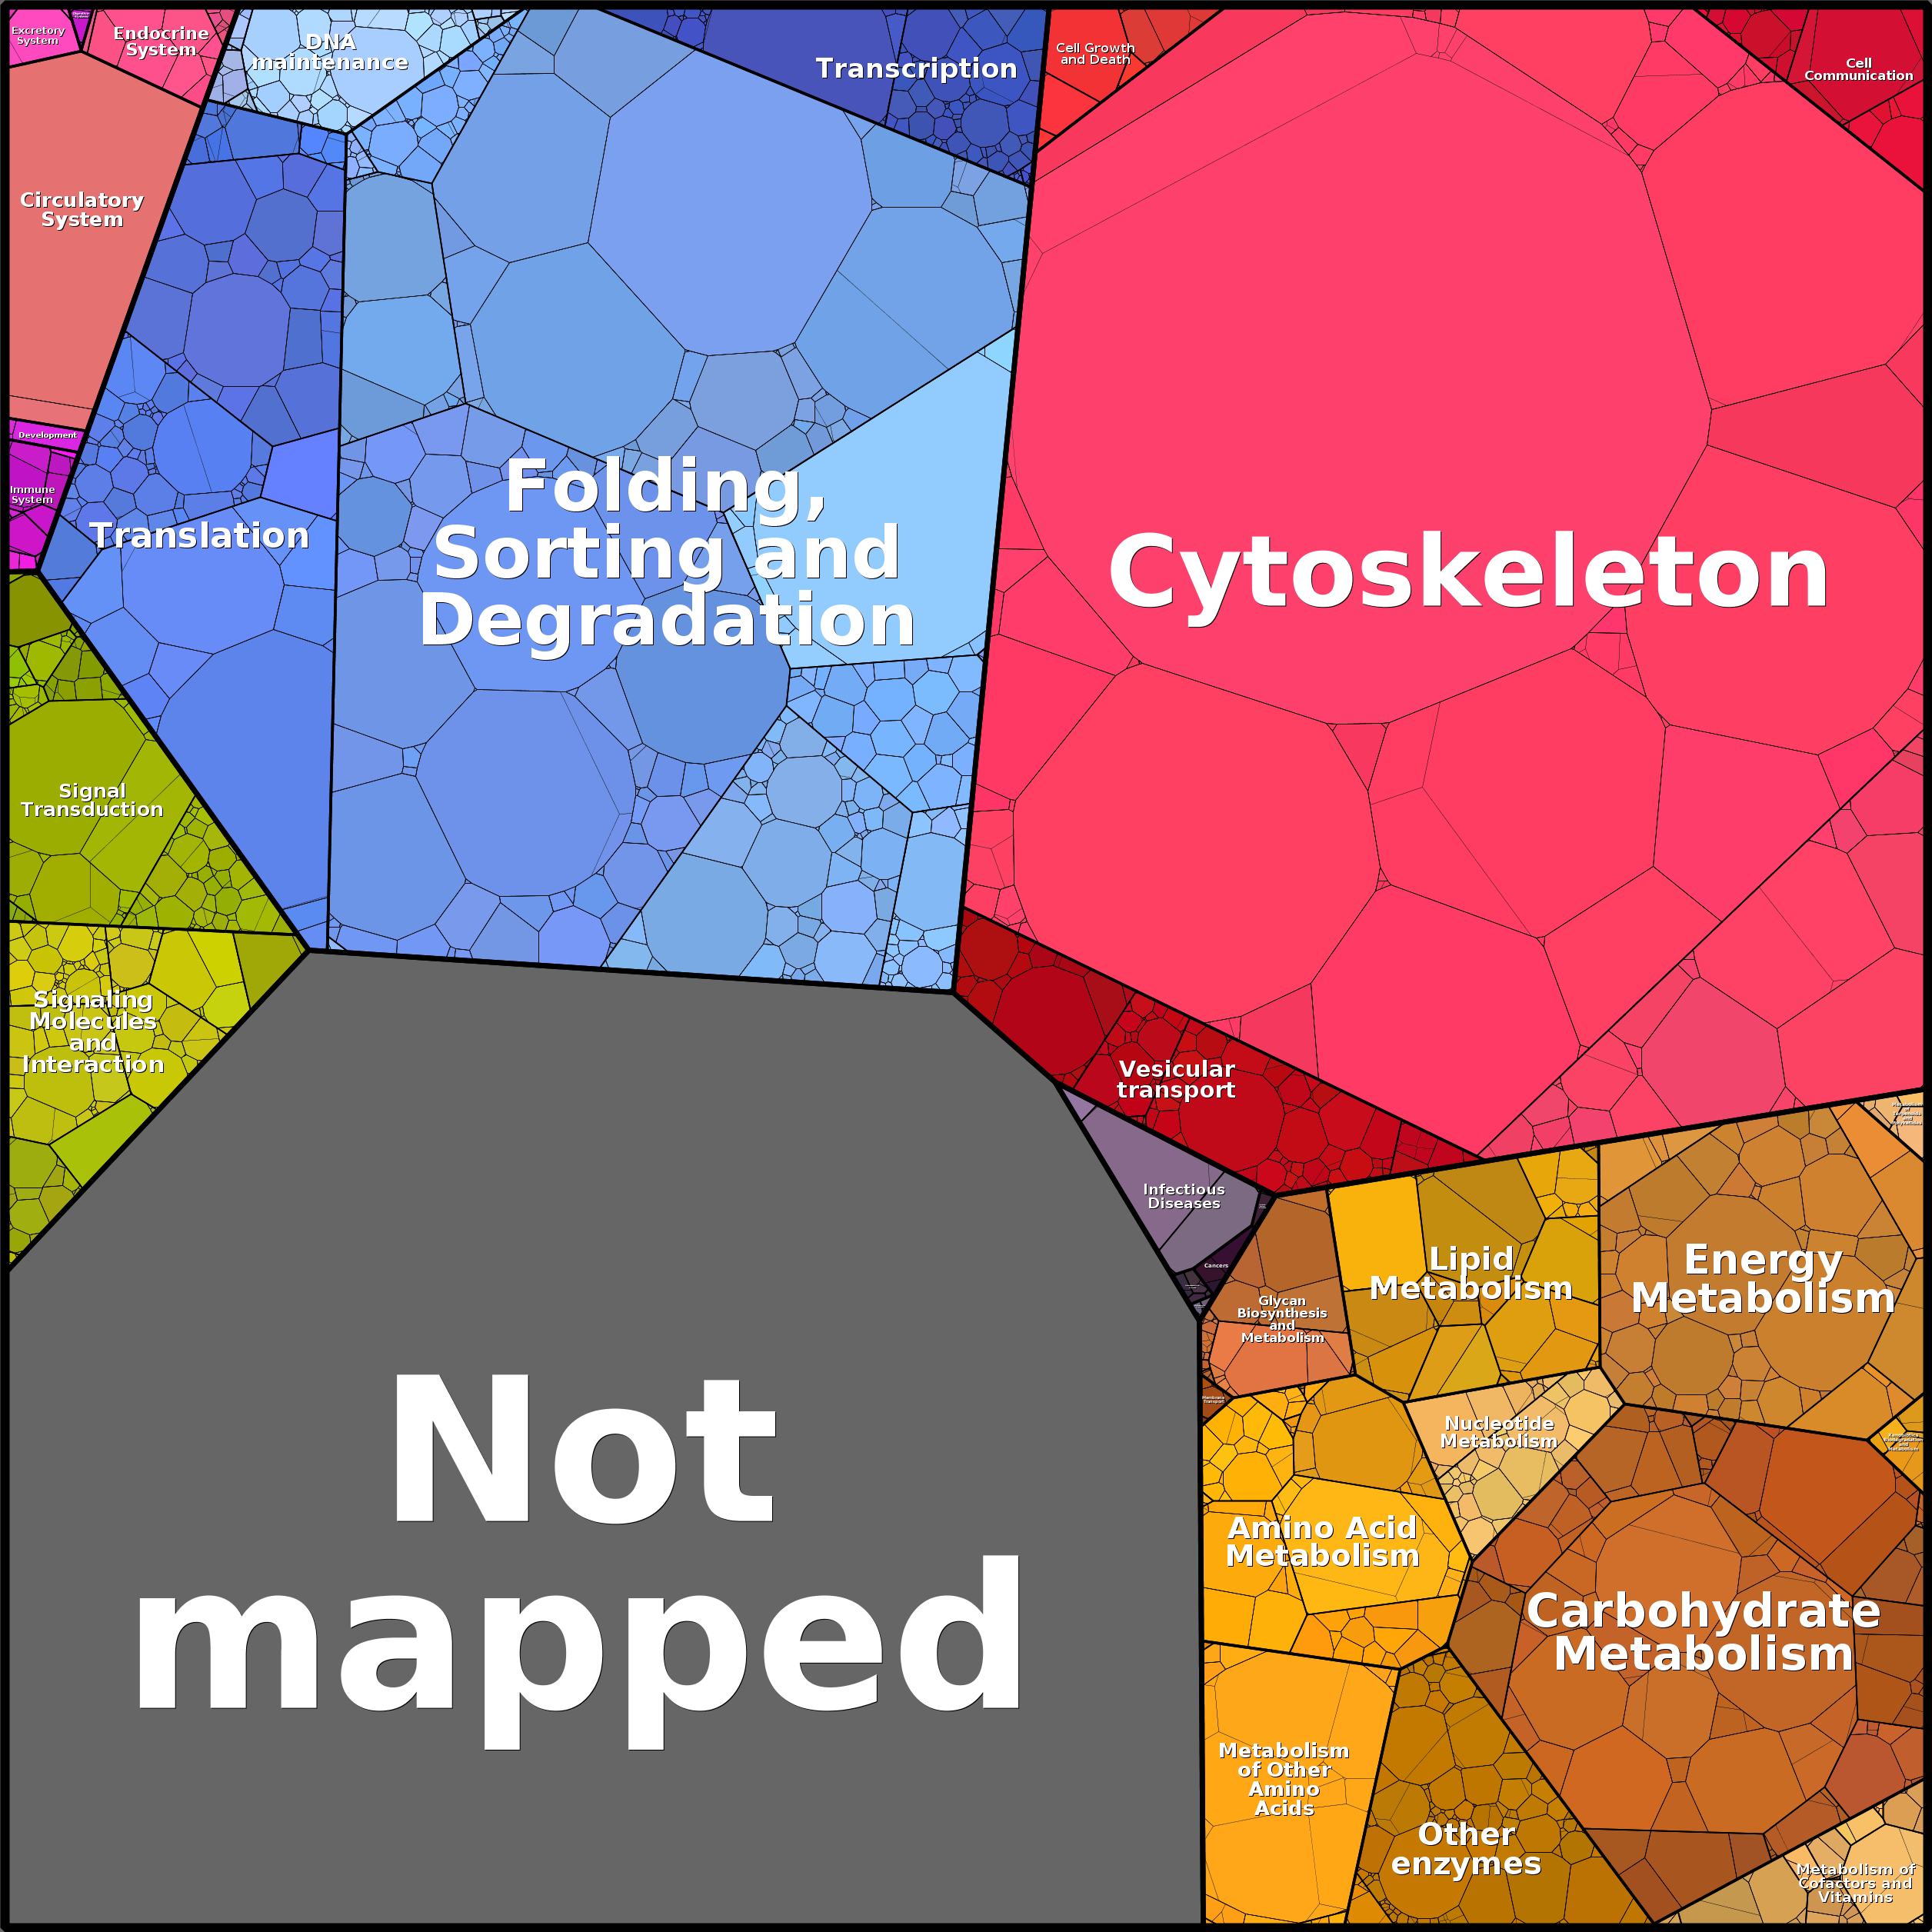 Excretory
System
Endocrine
System
DNA
maintenance
Transcription
Cell Growth
and Death
Cell
Communication
Circulatory
System
Development
Immune
System
Translation
Folding,
Sorting and
Degradation
Cytoskeleton
Signal
Transduction
Signaling
Molecules
and
Interaction
Vesicular
transport
Infectious
Diseases
Cancers
Glycan
Biosynthesis
and
Metabolism
Lipid
Metabolism
Energy
Metabolism
Nucleotide
Metabolism
Amino Acid
Metabolism
Carbohydrate
Metabolism
Not
mapped
Metabolism
of Other
Amino
Acids
Other
enzymes
Metabolism of
Cofactors and
Vitamins
Membrane
Transport